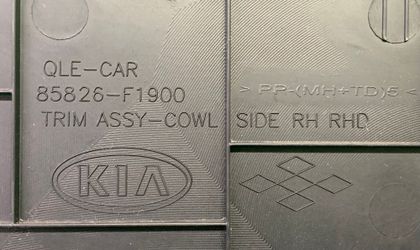 QLE-CAR
85826-F1900
> PP-(MH+TD)5 <
TRIM ASSY-COWL SIDE RH RHD
KIA